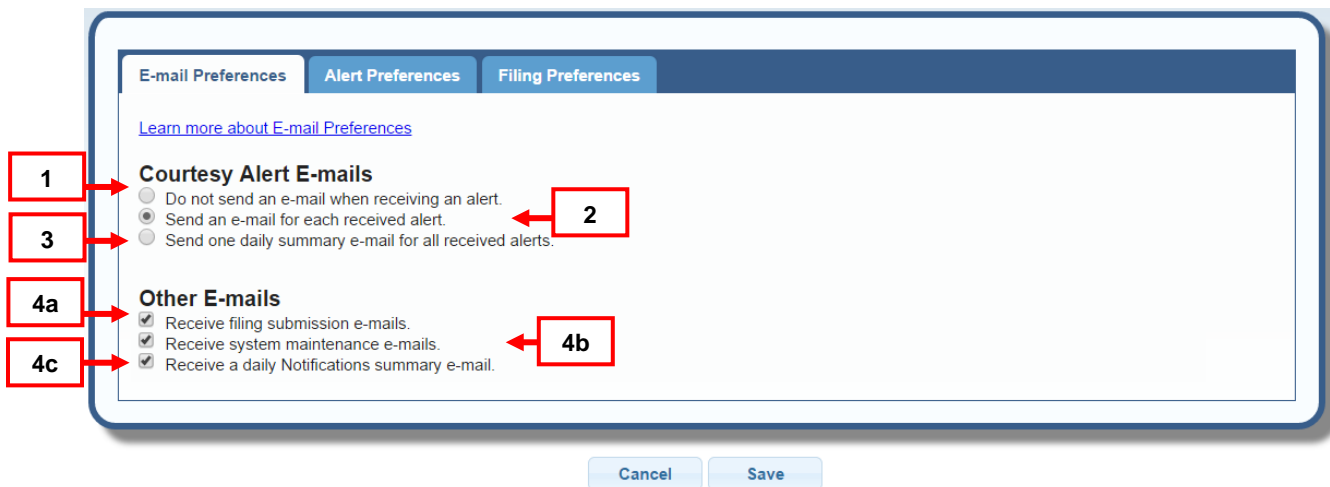 E-mail Preferences Alert Preferences Filing Preferences
Learn more about E-mail Preferences
Courtesy Alert E-mails
1
Do not send an e-mail when receiving an alert.
Send an e-mail for each received alert.
2
3
Send one daily summary e-mail for all received alerts.
Other E-mails
4a
Receive filing submission e-mails.
Receive system maintenance e-mails.
4b
4c
Receive a daily Notifications summary e-mail.
Cancel Save